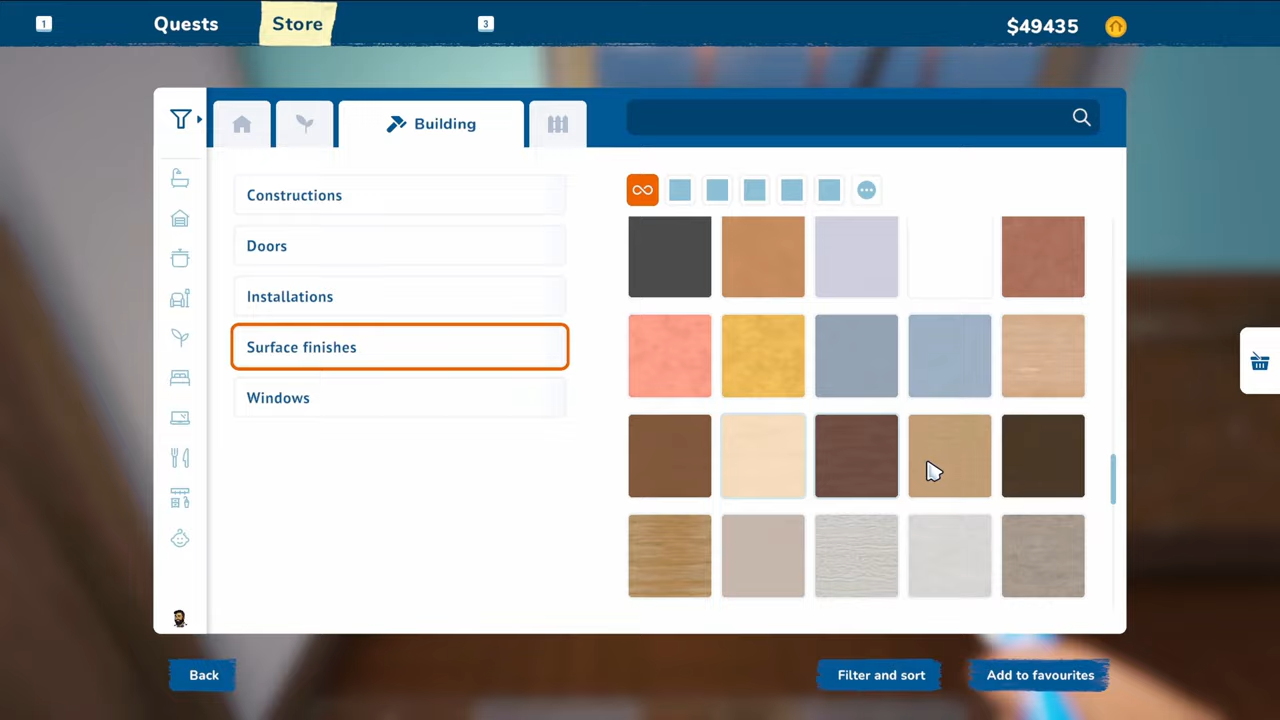 1
Quests
Store
3
$49435
Building
Constructions
Doors
Installations
Surface finishes
Windows
Back
Filter and sort
Add to favourites